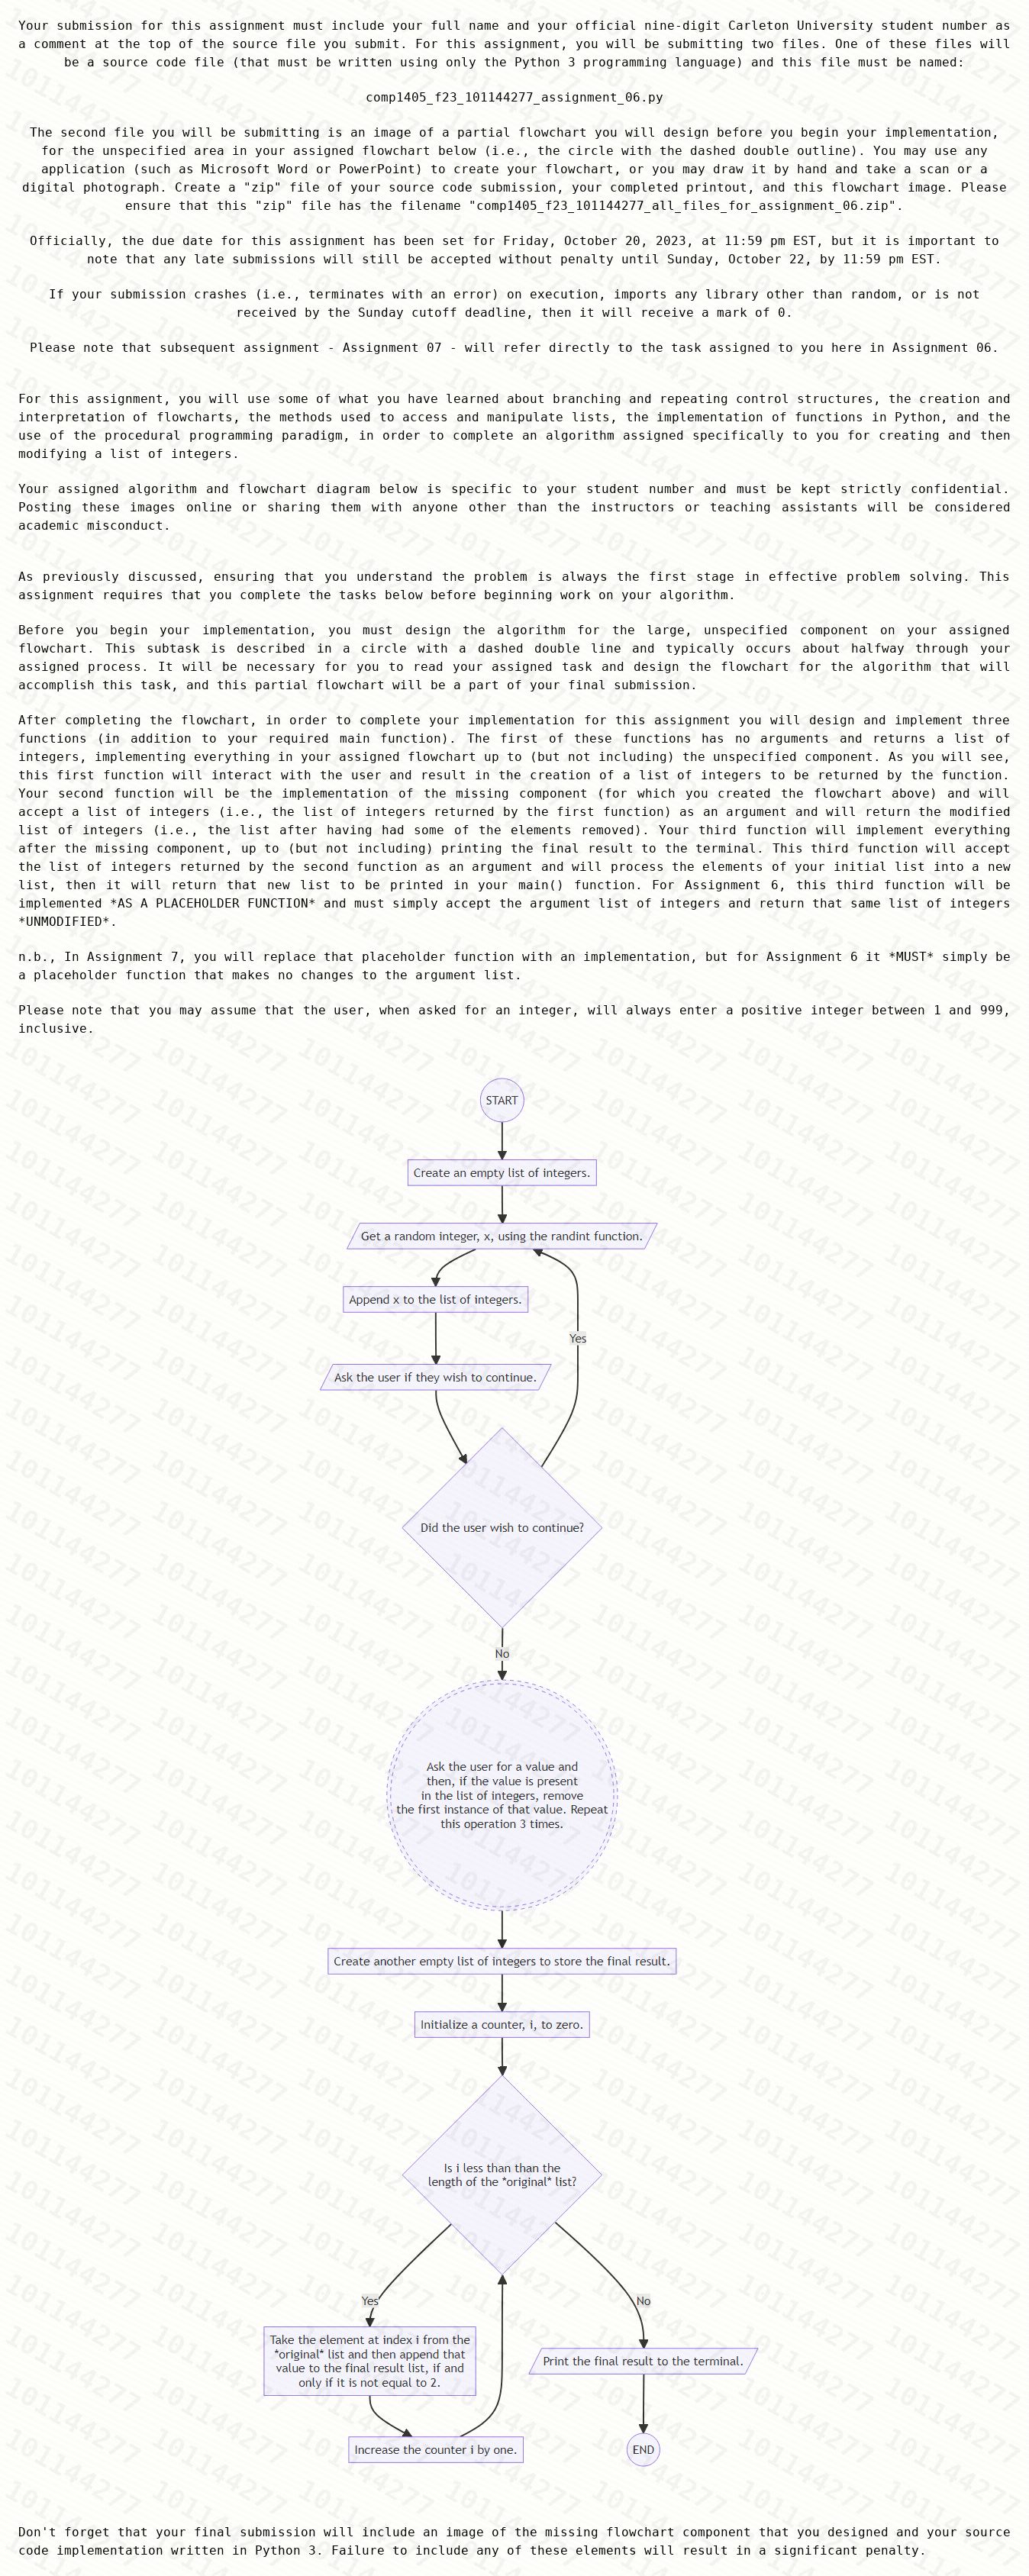 Your submission for this assignment must include your full name and your official nine-digit Carleton University student number as
a comment at the top of the source file you submit. For this assignment, you will be submitting two files. One of these files will
be a source code file (that must be written using only the Python 3 programming language) and this file must be named:
comp1405_f23_101144277_assignment_06.py
The second file you will be submitting is an image of a partial flowchart you will design before you begin your implementation,
for the unspecified area in your assigned flowchart below (i.e., the circle with the dashed double outline). You may use any
application (such as Microsoft Word or PowerPoint) to create your flowchart, or you may draw it by hand and take a scan or a
digital photograph. Create a "zip" file of your source code submission, your completed printout, and this flowchart image. Please
ensure that this "zip" file has the filename "comp1405_f23_101144277_all_files_for_assignment_06.zip".
Officially, the due date for this assignment has been set for Friday, October 20, 2023, at 11:59 pm EST, but it is important to
note that any late submissions will still be accepted without penalty until Sunday, October 22, by 11:59 pm EST.
If your submission crashes (i.e., terminates with an error) on execution, imports any library other than random, or is not
received by the Sunday cutoff deadline, then it will receive a mark of 0.
Please note that subsequent assignment - Assignment 07 - will refer directly to the task assigned to you here in Assignment 06.
For this assignment, you will use some of what you have learned about branching and repeating control structures, the creation and
interpretation of flowcharts, the methods used to access and manipulate lists, the implementation of functions in Python, and the
use of the procedural programming paradigm, in order to complete an algorithm assigned specifically to you for creating and then
modifying a list of integers.
Your assigned algorithm and flowchart diagram below is specific to your student number and must be kept strictly confidential.
Posting these images online or sharing them with anyone other than the instructors or teaching assistants will be considered
academic misconduct.
As previously discussed, ensuring that you understand the problem is always the first stage in effective problem solving. This
assignment requires that you complete the tasks below before beginning work on your algorithm.
Before you begin your implementation, you must design the algorithm for the large, unspecified component on your assigned
flowchart. This subtask is described in a circle with a dashed double line and typically occurs about halfway through your
assigned process. It will be necessary for you to read your assigned task and design the flowchart for the algorithm that will
accomplish this task, and this partial flowchart will be a part of your final submission.
After completing the flowchart, in order to complete your implementation for this assignment you will design and implement three
functions (in addition to your required main function). The first of these functions has no arguments and returns a list of
integers, implementing everything in your assigned flowchart up to (but not including) the unspecified component. As you will see,
this first function will interact with the user and result in the creation of a list of integers to be returned by the function.
Your second function will be the implementation of the missing component (for which you created the flowchart above) and will
accept a list of integers (i.e., the list of integers returned by the first function) as an argument and will return the modified
list of integers (i.e., the list after having had some of the elements removed). Your third function will implement everything
after the missing component, up to (but not including) printing the final result to the terminal. This third function will accept
the list of integers returned by the second function as an argument and will process the elements of your initial list into a new
list, then it will return that new list to be printed in your main() function. For Assignment 6, this third function will be
implemented *AS A PLACEHOLDER FUNCTION* and must simply accept the argument list of integers and return that same list of integers
*UNMODIFIED*.
n.b., In Assignment 7, you will replace that placeholder function with an implementation, but for Assignment 6 it *MUST* simply be
a placeholder function that makes no changes to the argument list.
Please note that you may assume that the user, when asked for an integer, will always enter a positive integer between 1 and 999,
inclusive.
START
Create an empty list of integers.
Get a random integer, x, using the randint function.
Append x to the list of integers.
Yes
Ask the user if they wish to continue.
Did the user wish to continue?
No
Ask the user for a value and
then, if the value is present
in the list of integers, remove
the first instance of that value. Repeat
this operation 3 times.
Create another empty list of integers to store the final result.
Initialize a counter, i, to zero.
Is i less than than the
length of the *original* list?
Yes
No
Take the element at index i from the
*original* list and then append that
value to the final result list, if and
only if it is not equal to 2.
Print the final result to the terminal.
Increase the counter i by one.
END
Don't forget that your final submission will include an image of the missing flowchart component that you designed and your source
code implementation written in Python 3. Failure to include any of these elements will result in a significant penalty.